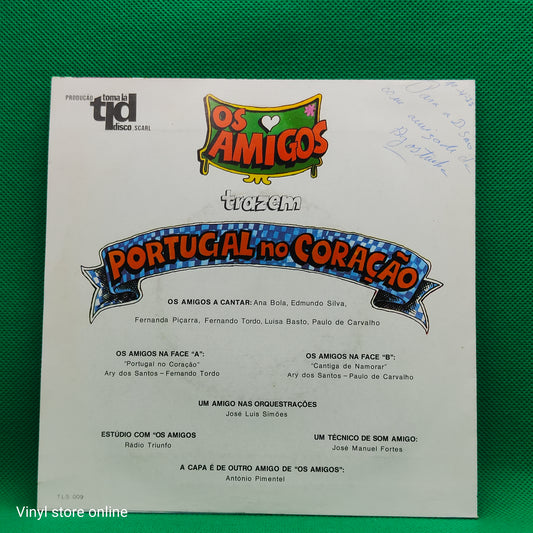 PRODUÇÃO
toma lá
tjd
disco, SCARL
OS
AMIGOS
trazem
PORTUGAL no CORAÇÃO
OS AMIGOS A CANTAR: Ana Bola, Edmundo Silva,
Fernanda Piçarra, Fernando Tordo, Luisa Basto, Paulo de Carvalho
OS AMIGOS NA FACE "A":
"Portugal no Coração"
Ary dos Santos – Fernando Tordo
OS AMIGOS NA FACE "B":
"Cantiga de Namorar"
Ary dos Santos – Paulo de Carvalho
UM AMIGO NAS ORQUESTRAÇÕES
José Luis Simões
ESTÚDIO COM "OS AMIGOS
Rádio Triunfo
UM TÉCNICO DE SOM AMIGO:
José Manuel Fortes
A CAPA É DE OUTRO AMIGO DE "OS AMIGOS":
António Pimentel
TLS 009
Vinyl store online